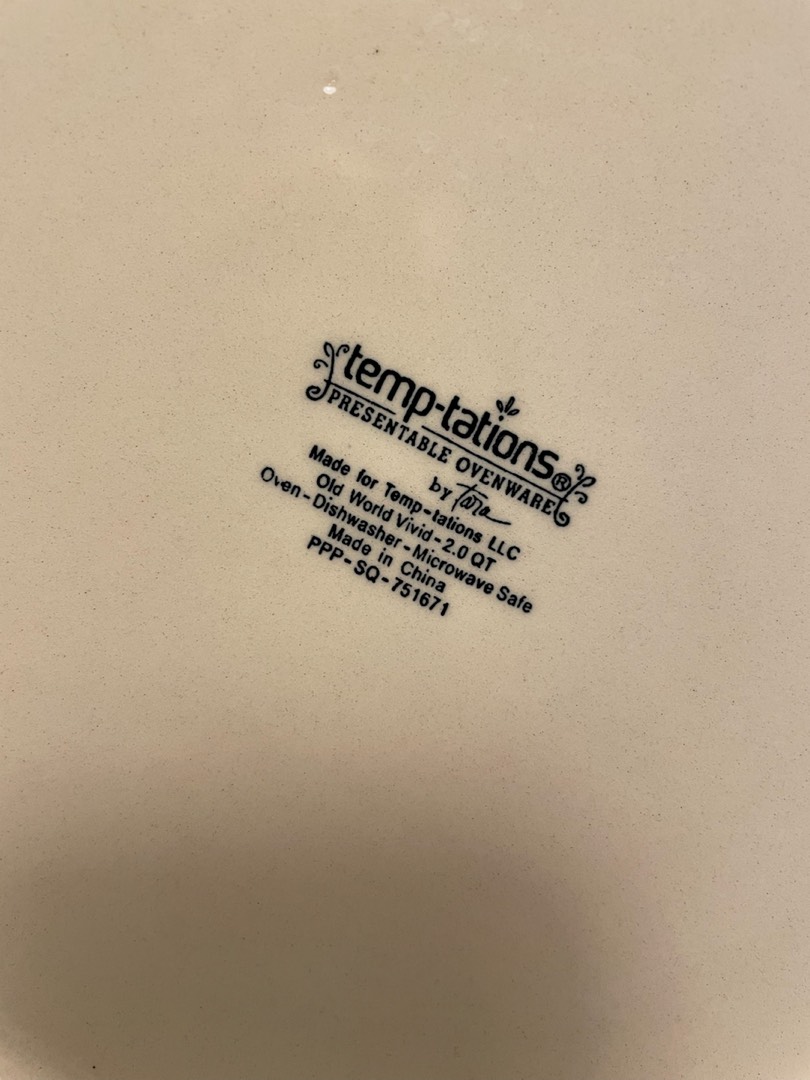 temp-tations®
PRESENTABLE OVENWARE
by Tara
Made for Temp-tations LLC
Old World Vivid - 2.0 QT
Oven - Dishwasher - Microwave Safe
Made in China
PPP - SQ - 751671